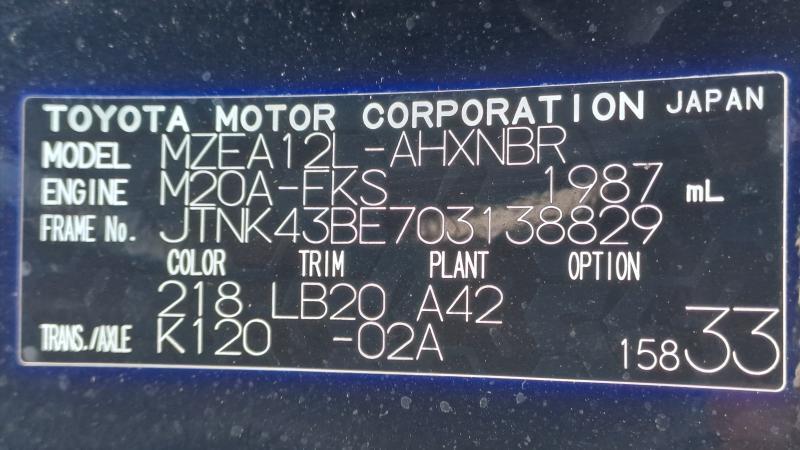 TOYOTA MOTOR CORPORATION JAPAN
MODEL MZEA12L-AHXNBR
ENGINE M20A-FKS 1987 mL
FRAME No. JTNK43BE703138829
COLOR TRIM PLANT OPTION
218 LB20 A42
TRANS./AXLE K120 -02A 15833